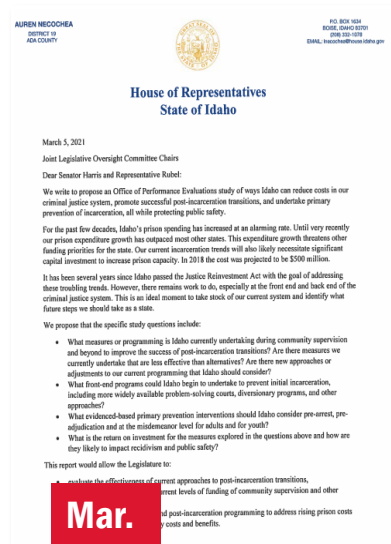 AUREN NECOCHEA
DISTRICT 19
ADA COUNTY
P.O. BOX 1634
BOISE, IDAHO 83701
(208) 332-1078
EMAIL: lnecochea@house.idaho.gov
House of Representatives
State of Idaho
March 5, 2021
Joint Legislative Oversight Committee Chairs
Dear Senator Harris and Representative Rubel:
We write to propose an Office of Performance Evaluations study of ways Idaho can reduce costs in our
criminal justice system, promote successful post-incarceration transitions, and undertake primary
prevention of incarceration, all while protecting public safety.
For the past few decades, Idaho's prison population has increased at an alarming rate. Until very recently
our prison expenditure growth has outpaced most other states. This expenditure growth threatens other
funding priorities for the state. Our current incarceration trends will also likely necessitate significant
capital investment to increase prison capacity. In 2018 the cost was projected to be $500 million.
It has been several years since Idaho passed the Justice Reinvestment Act with the goal of addressing
these troubling trends. However, there remains work to do, especially at the front end and back end of the
criminal justice system. This is an ideal moment to take stock of our current system and identify what
future steps we should take as a state.
We propose that the specific study questions include:
• What measures or programming is Idaho currently undertaking during community supervision
and beyond to improve the success of post-incarceration transitions? Are there measures we
currently undertake that are less effective than alternatives? Are there new approaches or
adjustments to our current programming that Idaho should consider?
• What front-end programs could Idaho begin to undertake to prevent initial incarceration,
including more widely available problem-solving courts, diversionary programs, and other
approaches?
• What evidenced-based primary prevention interventions should Idaho consider pre-arrest, pre-
adjudication and at the misdemeanor level for adults and for youth?
• What is the return on investment for the measures explored in the questions above and how are
they likely to impact recidivism and public safety?
This report would allow the Legislature to:
• evaluate the effectiveness of current approaches to post-incarceration transitions,
rrent levels of funding of community supervision and other
d post-incarceration programming to address rising prison costs
y costs and benefits.
Mar.